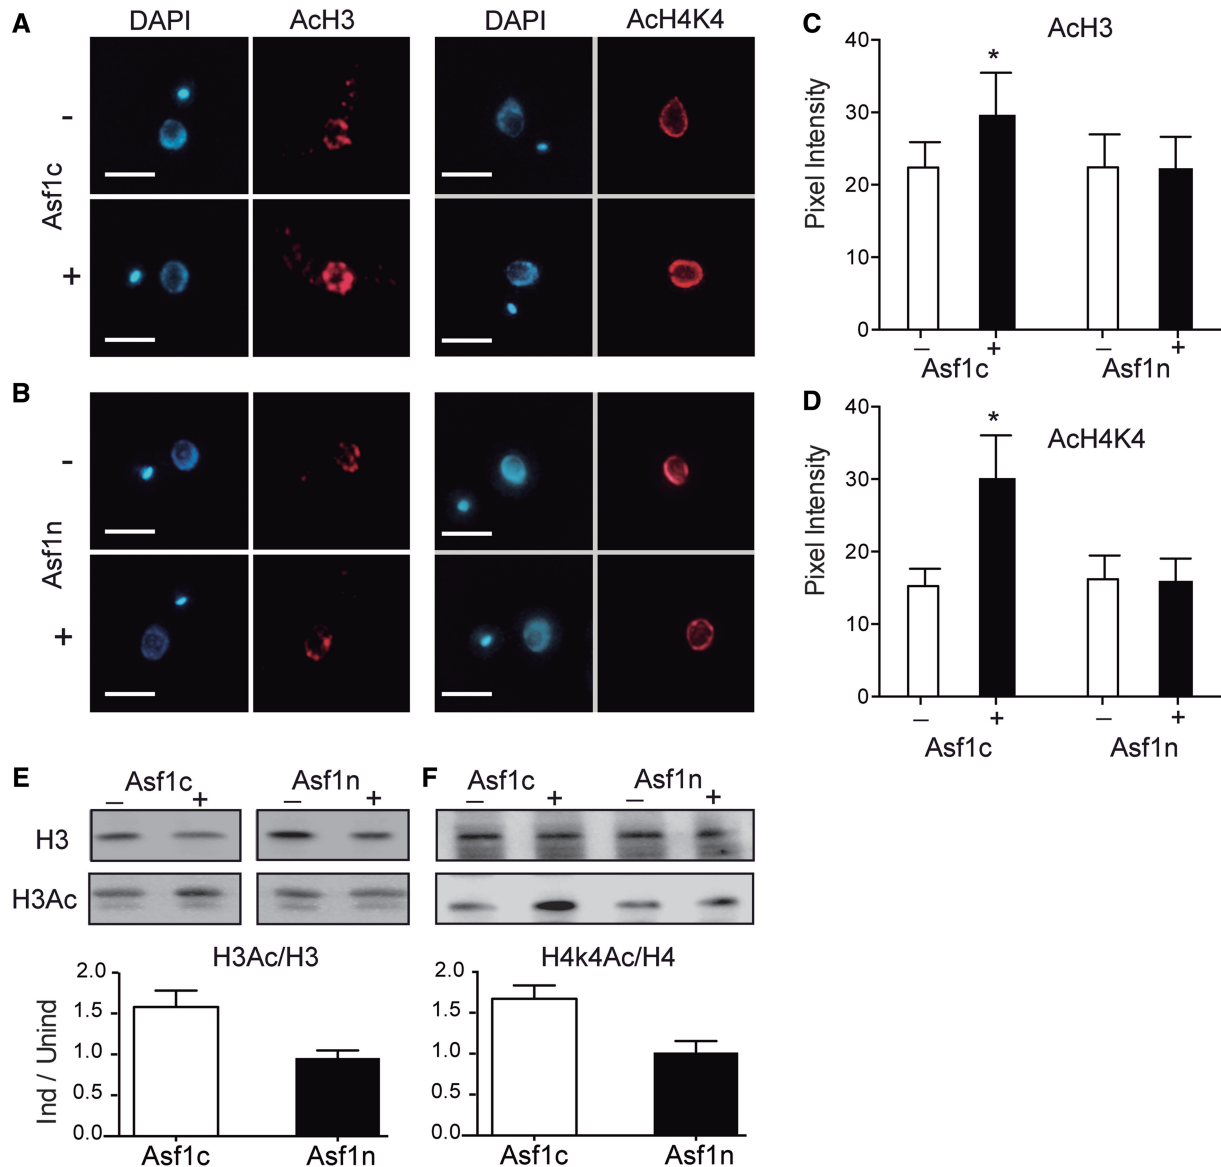 A
DAPI AcH3 DAPI AcH4K4
-
Asf1c
+
B
-
Asf1n
+
C
AcH3
Pixel Intensity
40
30
20
10
0
*
– + – +
Asf1c Asf1n
D
AcH4K4
Pixel Intensity
40
30
20
10
0
*
– + – +
Asf1c Asf1n
E
Asf1c Asf1n
– + – +
H3
H3Ac
H3Ac/H3
Ind / Unind
2.0
1.5
1.0
0.5
0.0
Asf1c Asf1n
F
Asf1c Asf1n
– + – +
H4k4Ac/H4
2.0
1.5
1.0
0.5
0.0
Asf1c Asf1n